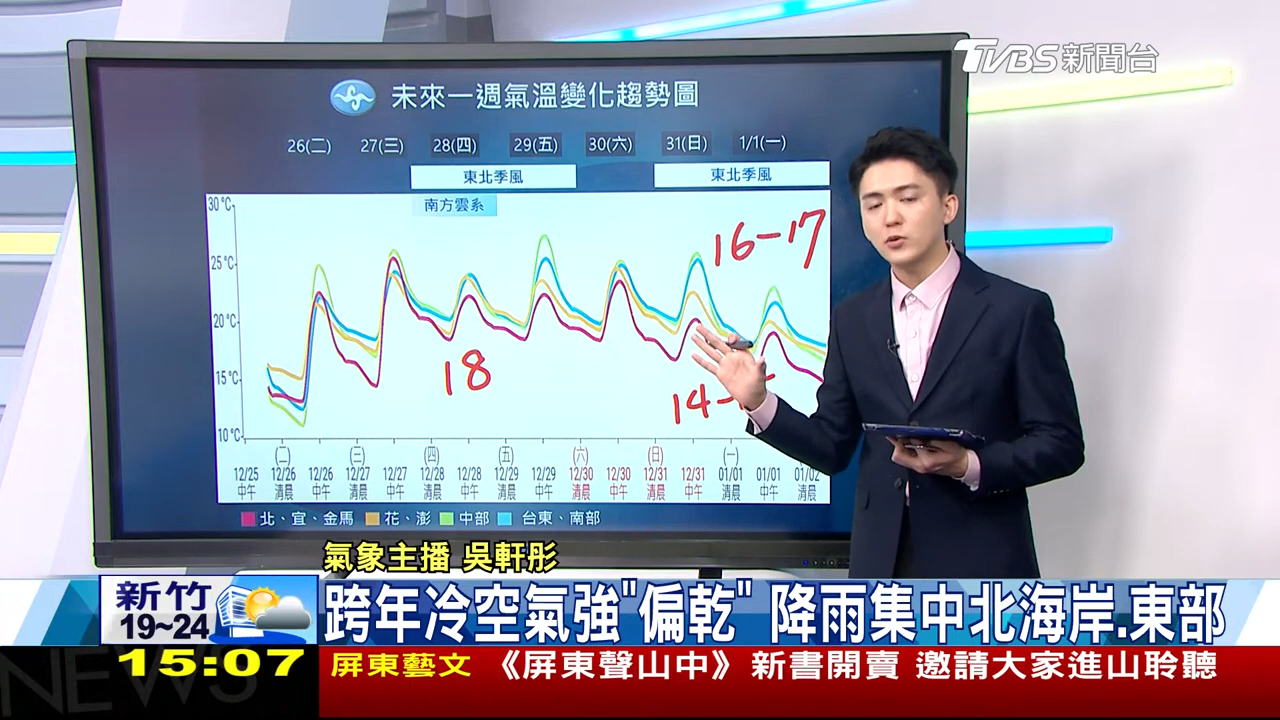 TVBS新聞台
未來一週氣溫變化趨勢圖
26(二) 27(三) 28(四) 29(五) 30(六) 31(日) 1/1(一)
東北季風 東北季風
南方雲系
30℃
25℃
20℃
15℃
10℃
16-17
18
14-
(二) (三) (四) (五) (六) (日) (一)
12/25 12/26 12/26 12/27 12/27 12/28 12/28 12/29 12/29 12/30 12/30 12/31 12/31 01/01 01/01 01/02
中午 清晨 中午 清晨 中午 清晨 中午 清晨 中午 清晨 中午 清晨 中午 清晨 中午 清晨
北、宜、金馬 花、澎 中部 台東、南部
氣象主播 吳軒彤
新竹
19~24
跨年冷空氣強"偏乾" 降雨集中北海岸.東部
15:07
屏東藝文 《屏東聲山中》新書開賣 邀請大家進山聆聽
NEWS